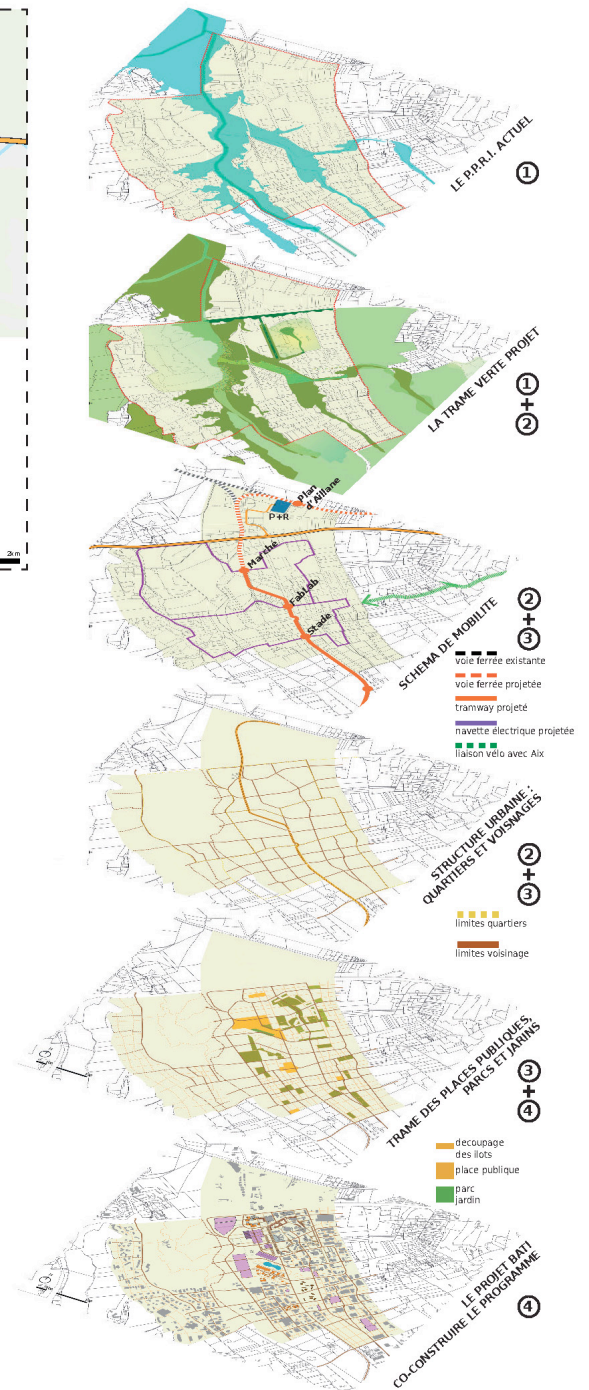 LE P.P.R.I. ACTUEL
1
2km
LA TRAME VERTE PROJET
1
+
2
Plan
d'Aillane
P+R
Marché
Fablab
Stade
SCHEMA DE MOBILITE
2
+
3
voie ferrée existante
voie ferrée projetée
tramway projeté
navette électrique projetée
liaison vélo avec Aix
STRUCTURE URBAINE :
QUARTIERS ET VOISNAGES
2
+
3
limites quartiers
limites voisinage
TRAME DES PLACES PUBLIQUES,
PARCS ET JARINS
3
+
4
decoupage
des ilots
place publique
parc
jardin
LE PROJET BATI
CO-CONSTRUIRE LE PROGRAMME
4